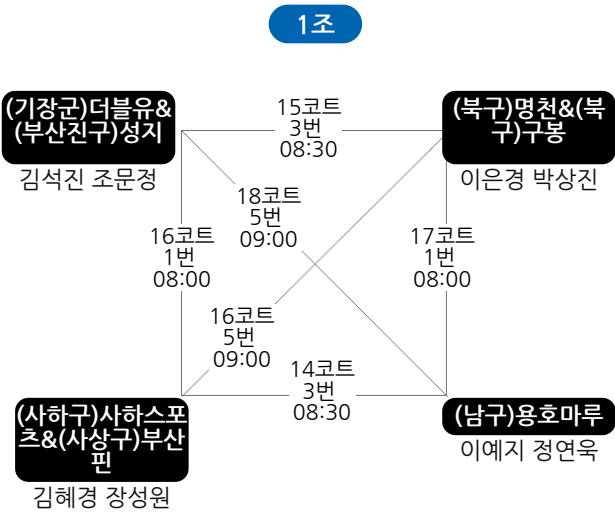 1조
(기장군)더블유&
(부산진구)성지
김석진 조문정
15코트
3번
08:30
(북구)명천&(북
구)구봉
이은경 박상진
18코트
5번
09:00
16코트
1번
08:00
17코트
1번
08:00
16코트
5번
09:00
14코트
3번
08:30
(사하구)사하스포
츠&(사상구)부산
핀
김혜경 장성원
(남구)용호마루
이예지 정연욱